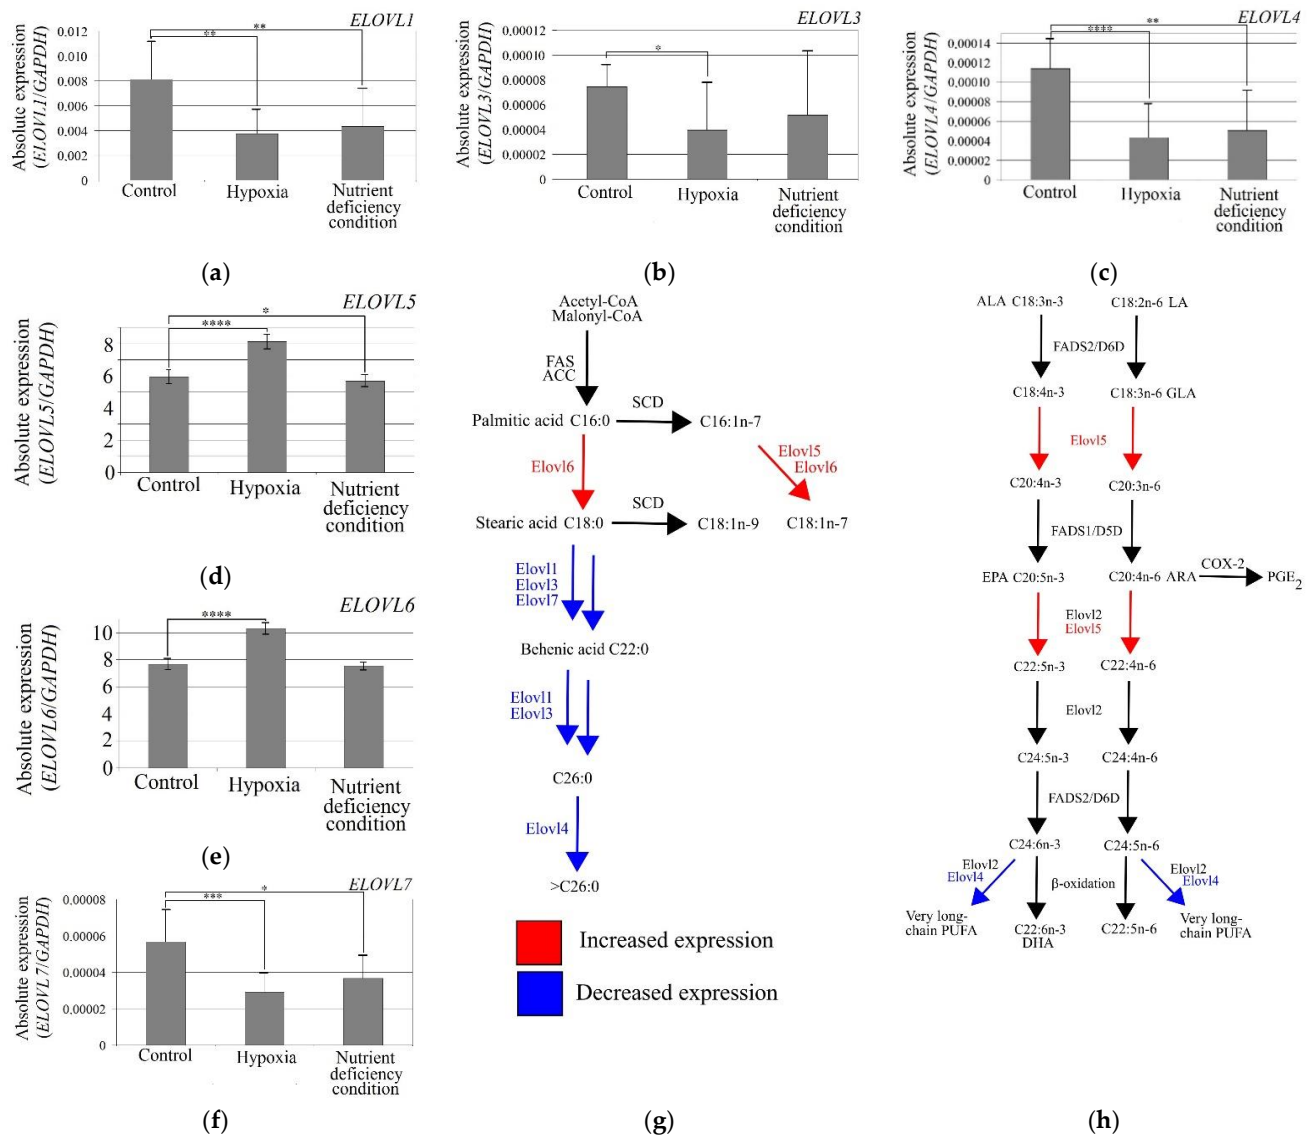 ELOVL1
Absolute expression
(ELOVL1/GAPDH)
0.012
0.01
0.008
0.006
0.004
0.002
0
**
**
Control
Hypoxia
Nutrient
deficiency
condition
(a)
ELOVL3
Absolute expression
(ELOVL3/GAPDH)
0.00012
0.0001
0.00008
0.00006
0.00004
0.00002
0
*
Control
Hypoxia
Nutrient
deficiency
condition
(b)
ELOVL4
Absolute expression
(ELOVL4/GAPDH)
0.00014
0.00012
0.0001
0.00008
0.00006
0.00004
0.00002
0
**
****
Control
Hypoxia
Nutrient
deficiency
condition
(c)
ELOVL5
Absolute expression
(ELOVL5/GAPDH)
8
6
4
2
0
*
****
Control
Hypoxia
Nutrient
deficiency
condition
(d)
ELOVL6
Absolute expression
(ELOVL6/GAPDH)
10
8
6
4
2
0
****
Control
Hypoxia
Nutrient
deficiency
condition
(e)
ELOVL7
Absolute expression
(ELOVL7/GAPDH)
0.00008
0.00006
0.00004
0.00002
0
*
***
Control
Hypoxia
Nutrient
deficiency
condition
(f)
Acetyl-CoA
Malonyl-CoA
FAS
ACC
Palmitic acid C16:0
SCD
C16:1n-7
Elovl6
Elovl5
Elovl6
Stearic acid C18:0
SCD
C18:1n-9
C18:1n-7
Elovl1
Elovl3
Elovl7
Behenic acid C22:0
Elovl1
Elovl3
C26:0
Elovl4
>C26:0
Increased expression
Decreased expression
(g)
ALA C18:3n-3
C18:2n-6 LA
FADS2/D6D
C18:4n-3
C18:3n-6 GLA
Elovl5
C20:4n-3
C20:3n-6
FADS1/D5D
EPA C20:5n-3
C20:4n-6 ARA
COX-2
PGE2
Elovl2
Elovl5
C22:5n-3
C22:4n-6
Elovl2
C24:5n-3
C24:4n-6
FADS2/D6D
C24:6n-3
C24:5n-6
Elovl2
Elovl4
β-oxidation
Elovl2
Elovl4
Very long-
chain PUFA
C22:6n-3
DHA
C22:5n-6
Very long-
chain PUFA
(h)